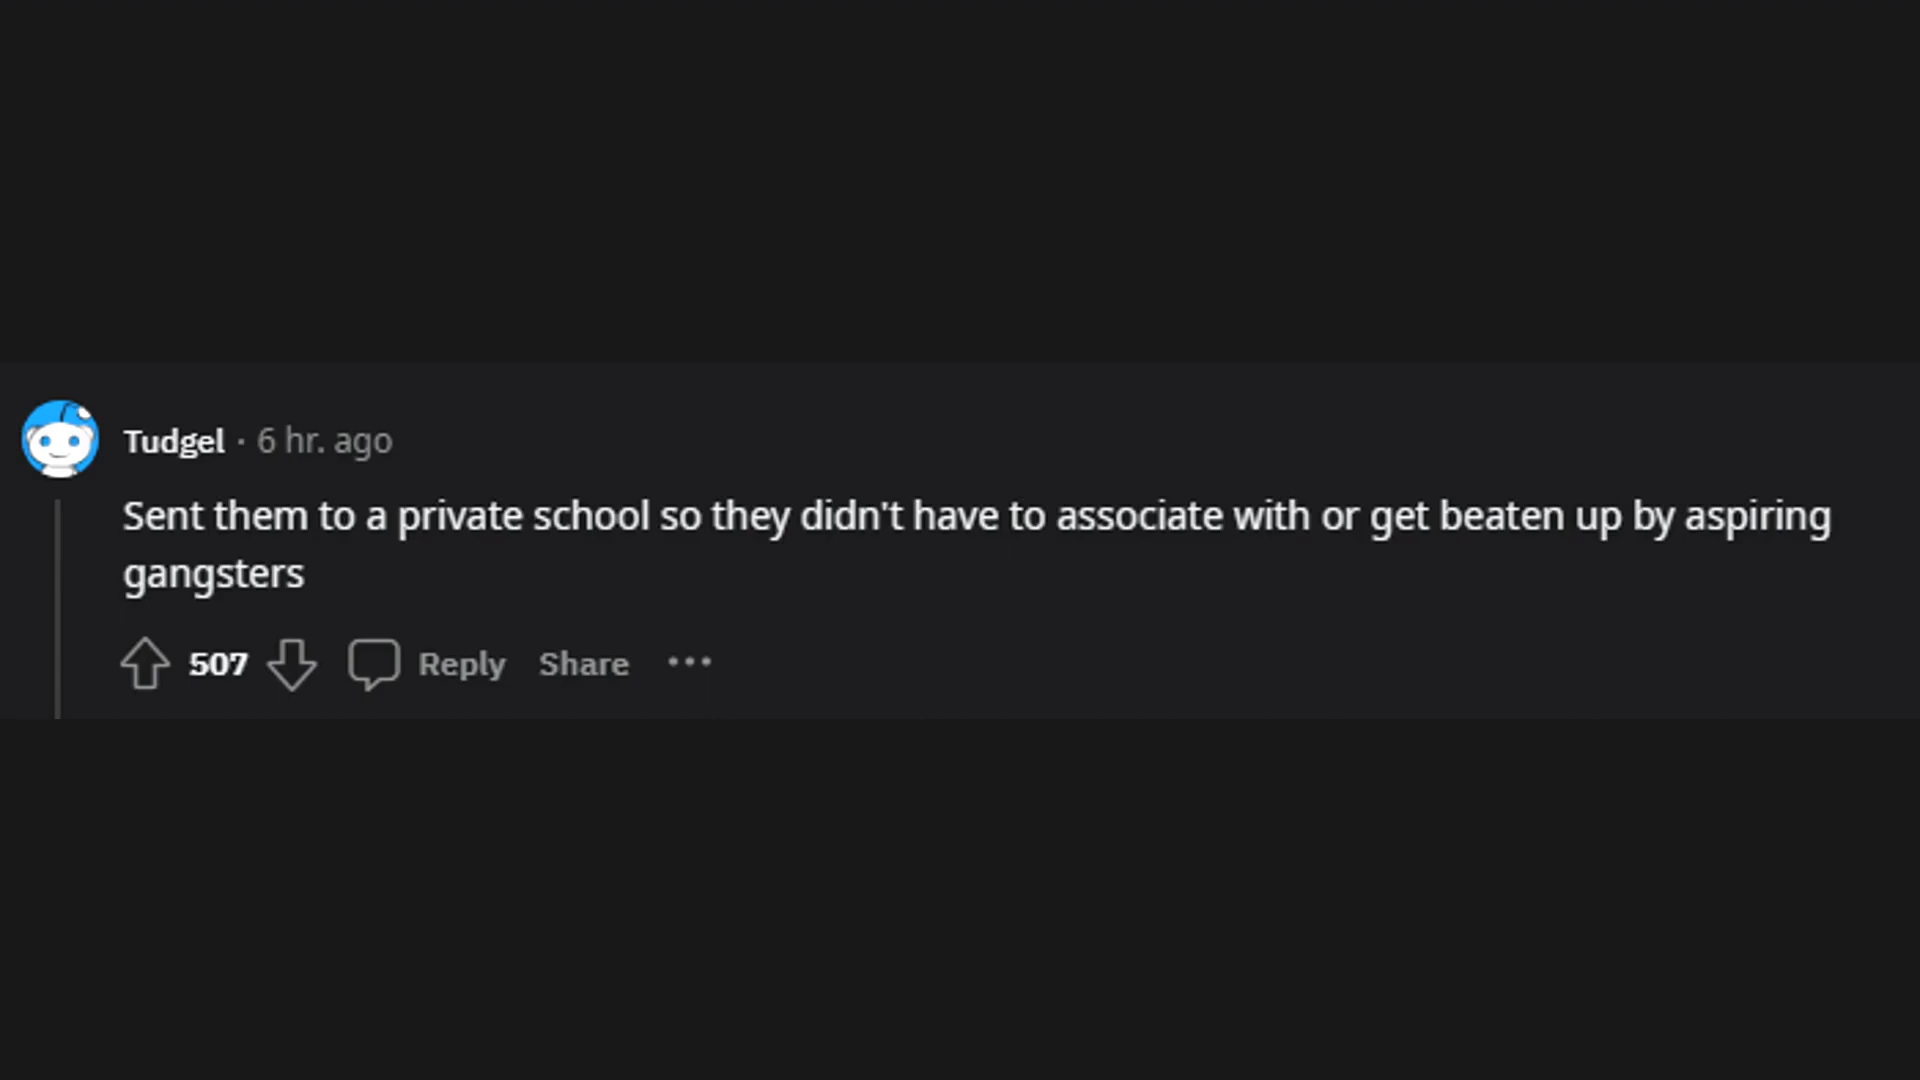 Tudgel · 6 hr. ago
Sent them to a private school so they didn't have to associate with or get beaten up by aspiring
gangsters
507 Reply Share ···